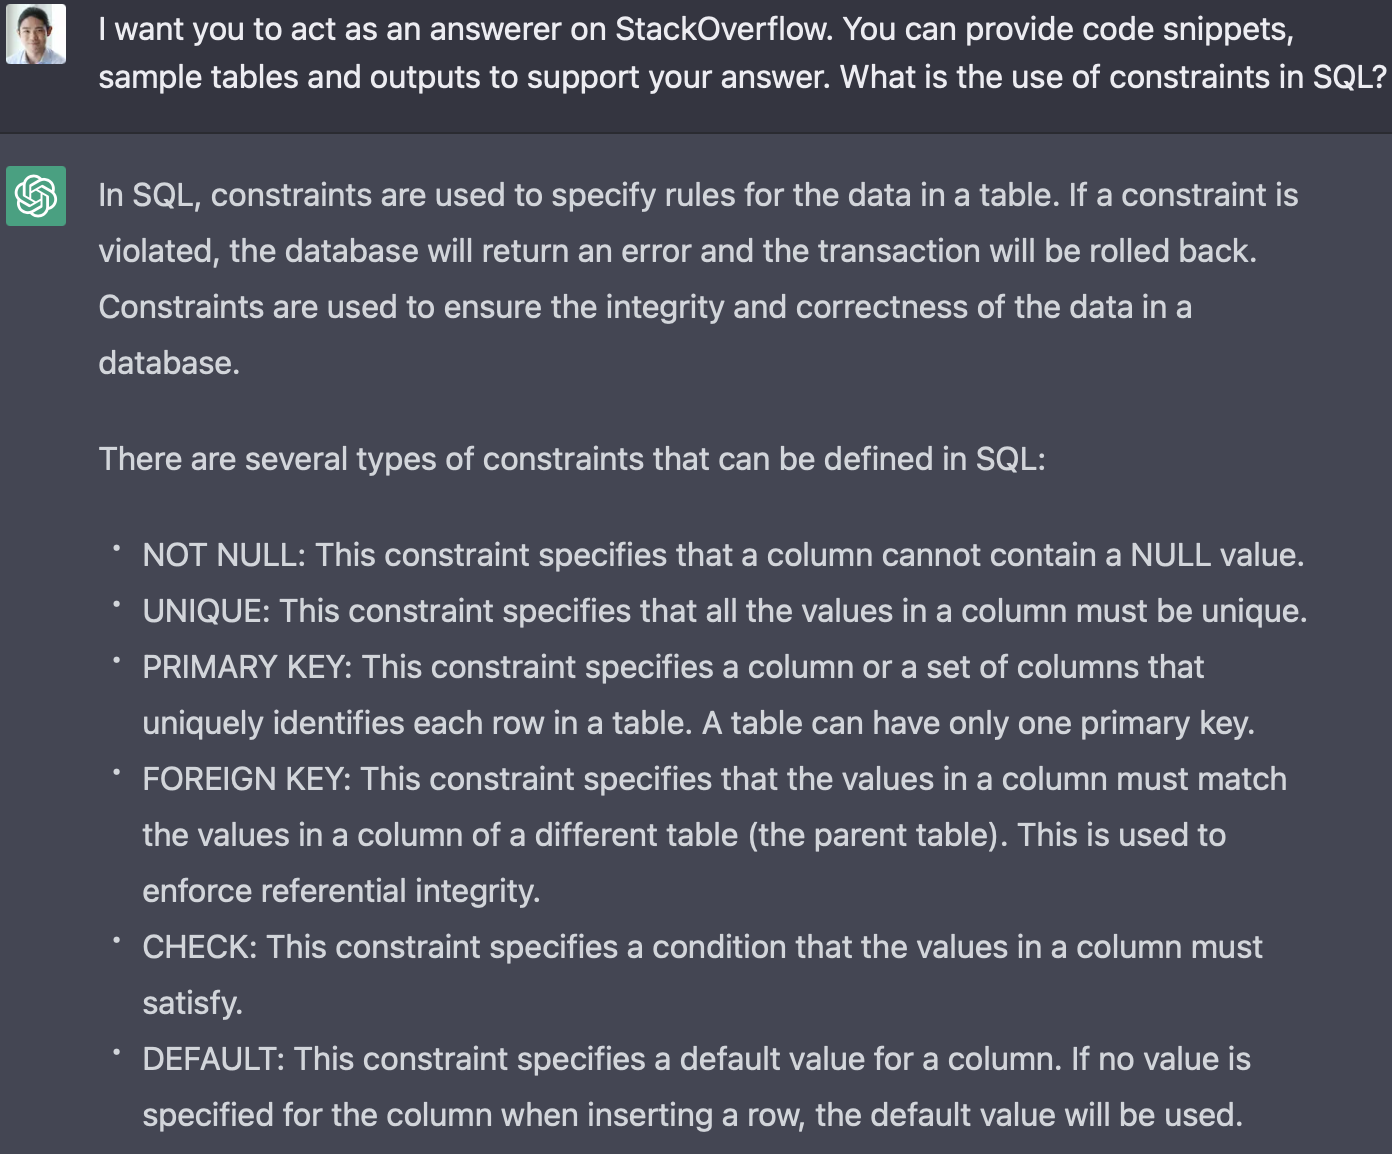 I want you to act as an answerer on StackOverflow. You can provide code snippets,
sample tables and outputs to support your answer. What is the use of constraints in SQL?
In SQL, constraints are used to specify rules for the data in a table. If a constraint is
violated, the database will return an error and the transaction will be rolled back.
Constraints are used to ensure the integrity and correctness of the data in a
database.
There are several types of constraints that can be defined in SQL:
• NOT NULL: This constraint specifies that a column cannot contain a NULL value.
• UNIQUE: This constraint specifies that all the values in a column must be unique.
• PRIMARY KEY: This constraint specifies a column or a set of columns that
uniquely identifies each row in a table. A table can have only one primary key.
• FOREIGN KEY: This constraint specifies that the values in a column must match
the values in a column of a different table (the parent table). This is used to
enforce referential integrity.
• CHECK: This constraint specifies a condition that the values in a column must
satisfy.
• DEFAULT: This constraint specifies a default value for a column. If no value is
specified for the column when inserting a row, the default value will be used.